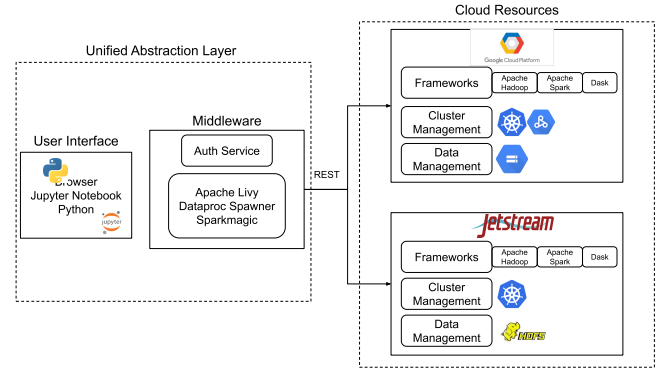 Cloud Resources
Unified Abstraction Layer
Google Cloud Platform
Frameworks
Apache
Hadoop
Apache
Spark
Dask
Cluster
Management
Data
Management
User Interface
Browser
Jupyter Notebook
Python
jupyter
Middleware
Auth Service
Apache Livy
Dataproc Spawner
Sparkmagic
REST
Jetstream
Frameworks
Apache
Hadoop
Apache
Spark
Dask
Cluster
Management
Data
Management
HDFS